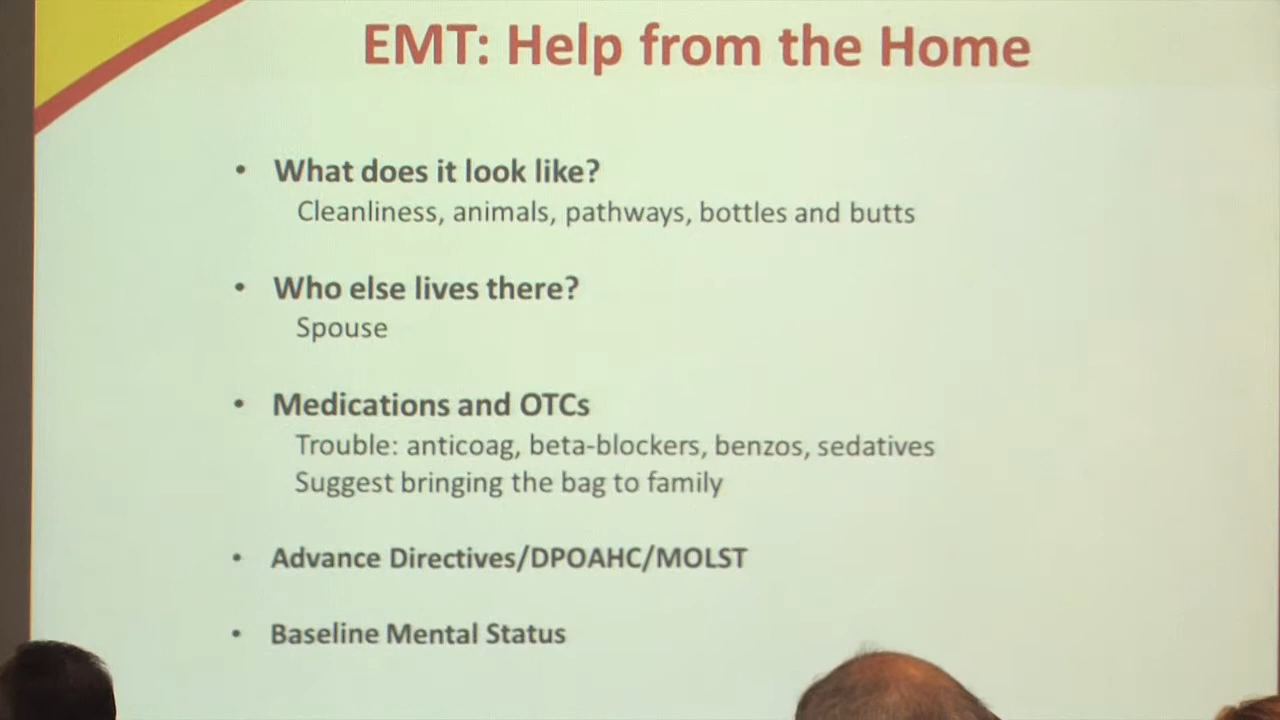 EMT: Help from the Home
• What does it look like?
Cleanliness, animals, pathways, bottles and butts
• Who else lives there?
Spouse
• Medications and OTCs
Trouble: anticoag, beta-blockers, benzos, sedatives
Suggest bringing the bag to family
• Advance Directives/DPOAHC/MOLST
• Baseline Mental Status